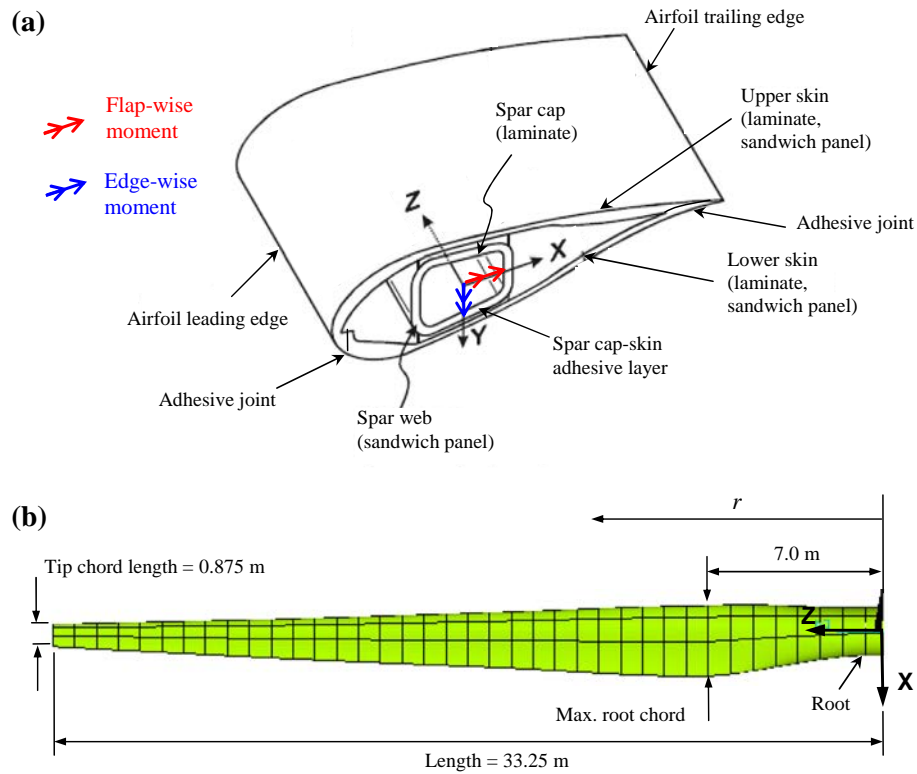 (a)
Airfoil trailing edge
Flap-wise
moment
Edge-wise
moment
Spar cap
(laminate)
Upper skin
(laminate,
sandwich panel)
Z
X
Y
Adhesive joint
Lower skin
(laminate,
sandwich panel)
Airfoil leading edge
Spar cap-skin
adhesive layer
Adhesive joint
Spar web
(sandwich panel)
(b)
r
7.0 m
Tip chord length = 0.875 m
Z
X
Root
Max. root chord
Length = 33.25 m